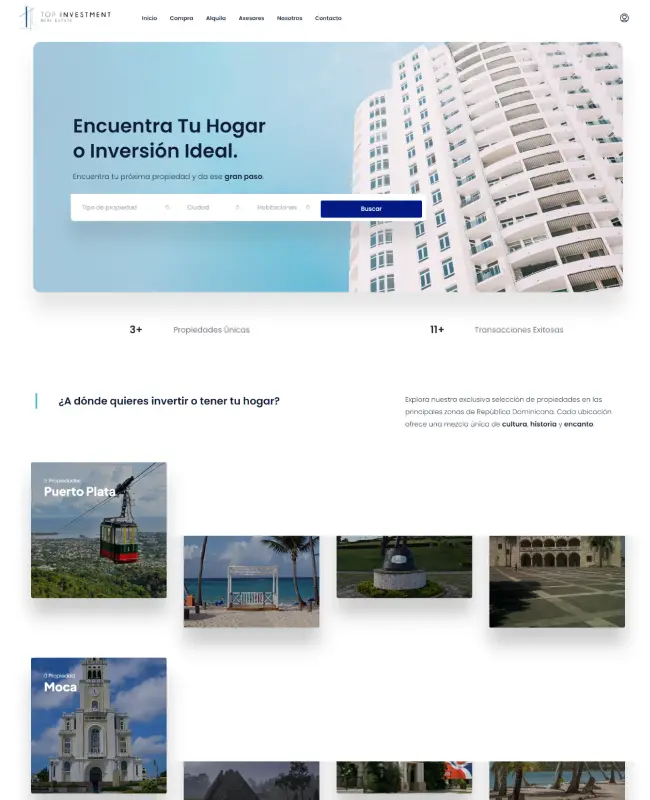 TOP INVESTMENT
REAL ESTATE
Inicio Compra Alquila Asesores Nosotros Contacto
Encuentra Tu Hogar
o Inversión Ideal.
Encuentra tu próxima propiedad y da ese gran paso.
Tipo de propiedad Ciudad Habitaciones Buscar
3+ Propiedades Únicas 11+ Transacciones Exitosas
¿A dónde quieres invertir o tener tu hogar?
Explora nuestra exclusiva selección de propiedades en las
principales zonas de República Dominicana. Cada ubicación
ofrece una mezcla única de cultura, historia y encanto.
0 Propiedades
Puerto Plata
0 Propiedad
Moca